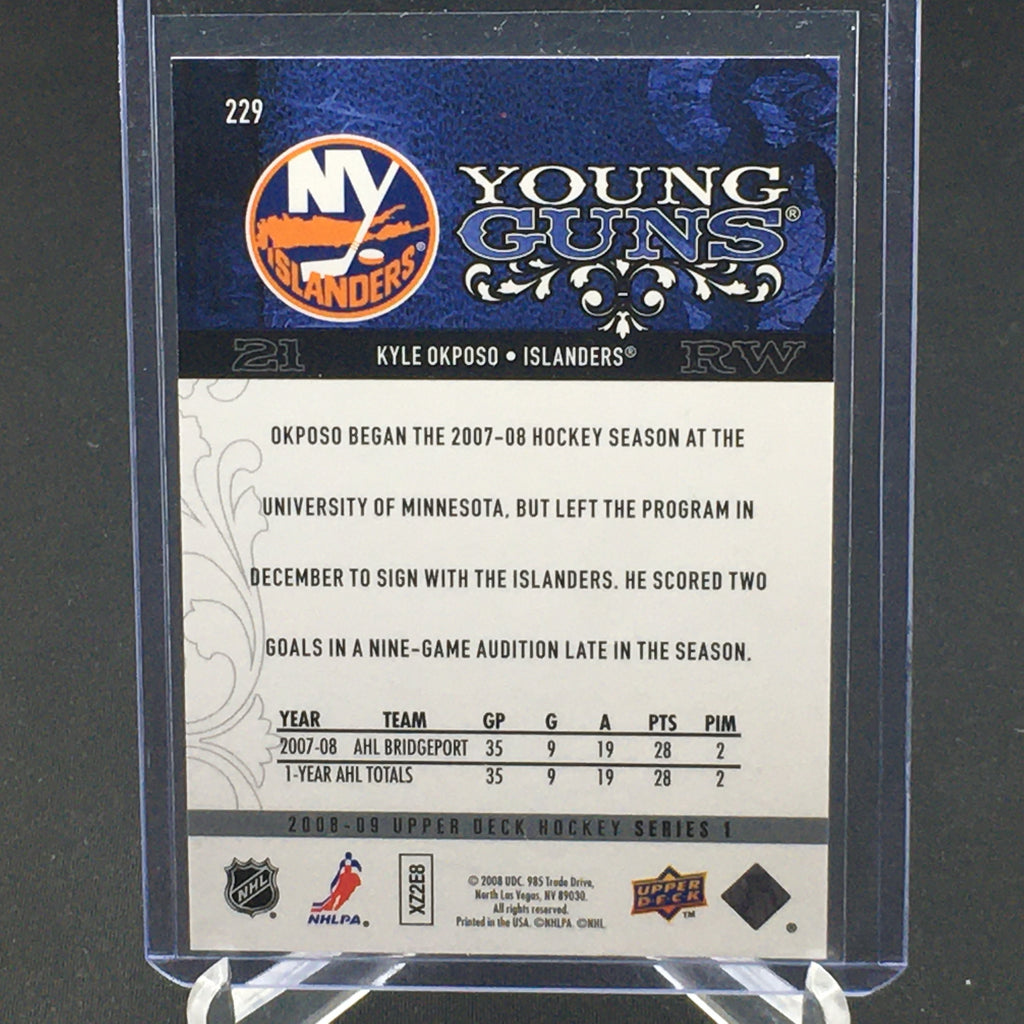 229
NY
ISLANDERS®
YOUNG
GUNS®
21 KYLE OKPOSO • ISLANDERS® RW
OKPOSO BEGAN THE 2007-08 HOCKEY SEASON AT THE
UNIVERSITY OF MINNESOTA, BUT LEFT THE PROGRAM IN
DECEMBER TO SIGN WITH THE ISLANDERS. HE SCORED TWO
GOALS IN A NINE-GAME AUDITION LATE IN THE SEASON.
YEAR TEAM GP G A PTS PIM
2007-08 AHL BRIDGEPORT 35 9 19 28 2
1-YEAR AHL TOTALS 35 9 19 28 2
2008-09 UPPER DECK HOCKEY SERIES 1
NHL®
NHLPA®
XZ2E8
© 2008 UDC. 985 Trade Drive,
North Las Vegas, NV 89030.
All rights reserved.
Printed in the USA. ©NHLPA. ©NHL
UPPER
DECK™
®